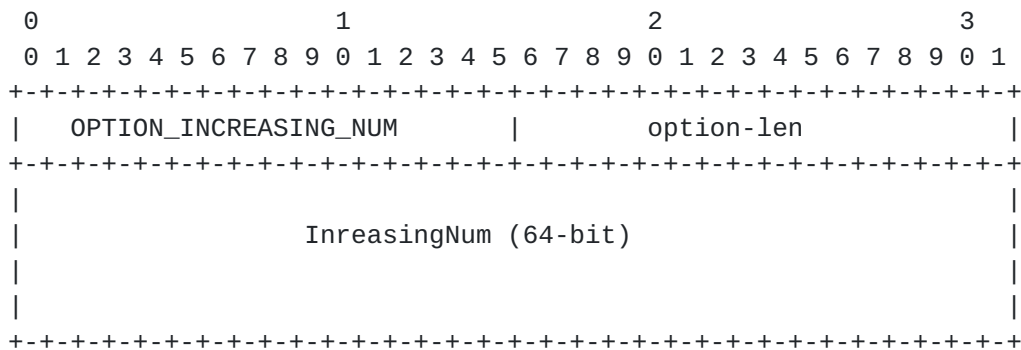 0                   1                   2                   3
0 1 2 3 4 5 6 7 8 9 0 1 2 3 4 5 6 7 8 9 0 1 2 3 4 5 6 7 8 9 0 1
+-+-+-+-+-+-+-+-+-+-+-+-+-+-+-+-+-+-+-+-+-+-+-+-+-+-+-+-+-+-+-+-+
|   OPTION_INCREASING_NUM       |        option-len             |
+-+-+-+-+-+-+-+-+-+-+-+-+-+-+-+-+-+-+-+-+-+-+-+-+-+-+-+-+-+-+-+-+
|                                                               |
|                  InreasingNum (64-bit)                        |
|                                                               |
|                                                               |
+-+-+-+-+-+-+-+-+-+-+-+-+-+-+-+-+-+-+-+-+-+-+-+-+-+-+-+-+-+-+-+-+